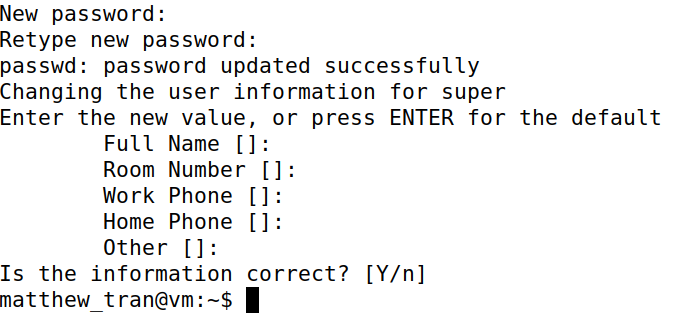 New password:
Retype new password:
passwd: password updated successfully
Changing the user information for super
Enter the new value, or press ENTER for the default
        Full Name []:
        Room Number []:
        Work Phone []:
        Home Phone []:
        Other []:
Is the information correct? [Y/n]
matthew_tran@vm:~$